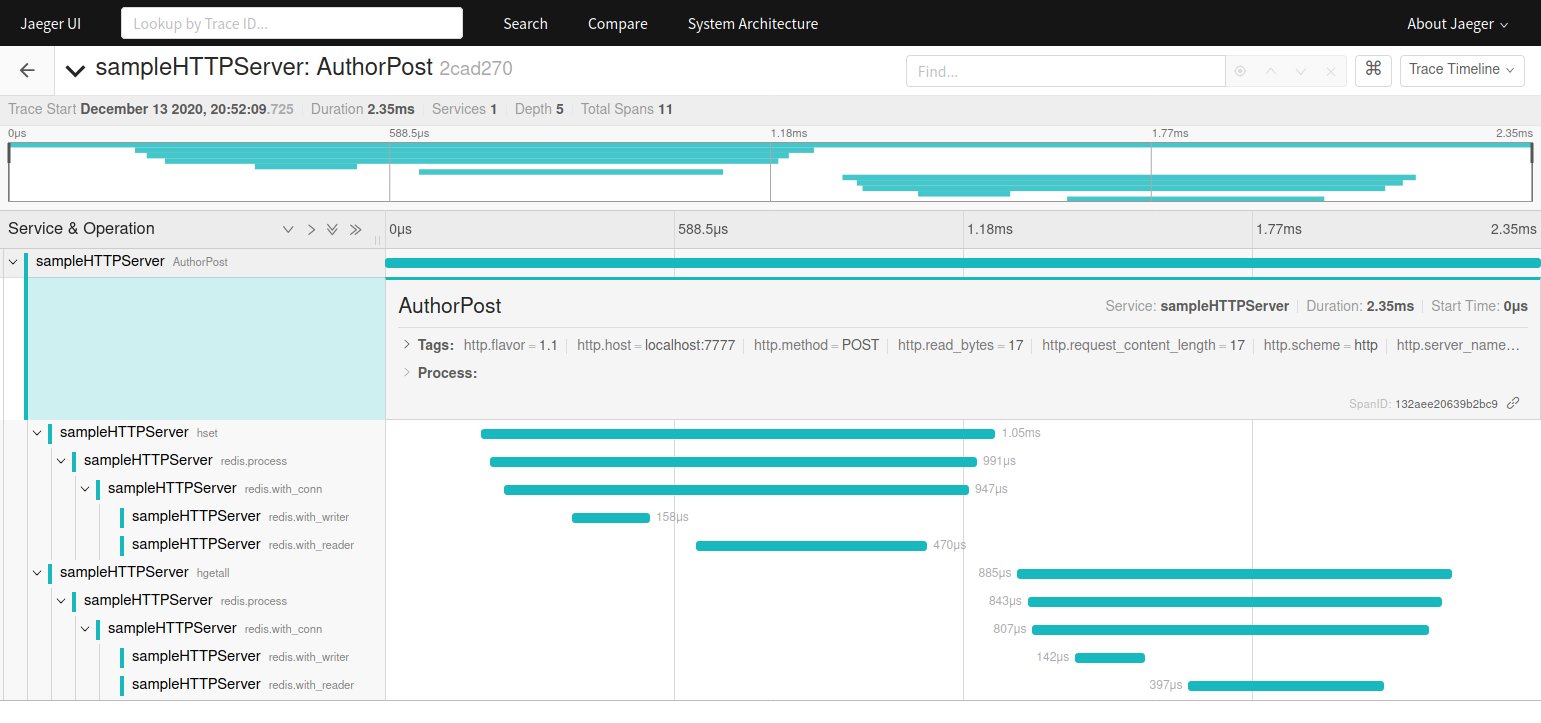 Jaeger UI Lookup by Trace ID... Search Compare System Architecture About Jaeger
sampleHTTPServer: AuthorPost 2cad270 Find... ⌘ Trace Timeline
Trace Start December 13 2020, 20:52:09.725 Duration 2.35ms Services 1 Depth 5 Total Spans 11
0μs 588.5μs 1.18ms 1.77ms 2.35ms
Service & Operation 0μs 588.5μs 1.18ms 1.77ms 2.35ms
sampleHTTPServer AuthorPost
AuthorPost Service: sampleHTTPServer Duration: 2.35ms Start Time: 0μs
Tags: http.flavor = 1.1 http.host = localhost:7777 http.method = POST http.read_bytes = 17 http.request_content_length = 17 http.scheme = http http.server_name...
Process:
SpanID: 132aee20639b2bc9
sampleHTTPServer hset 1.05ms
sampleHTTPServer redis.process 991μs
sampleHTTPServer redis.with_conn 947μs
sampleHTTPServer redis.with_writer 158μs
sampleHTTPServer redis.with_reader 470μs
sampleHTTPServer hgetall 885μs
sampleHTTPServer redis.process 843μs
sampleHTTPServer redis.with_conn 807μs
sampleHTTPServer redis.with_writer 142μs
sampleHTTPServer redis.with_reader 397μs